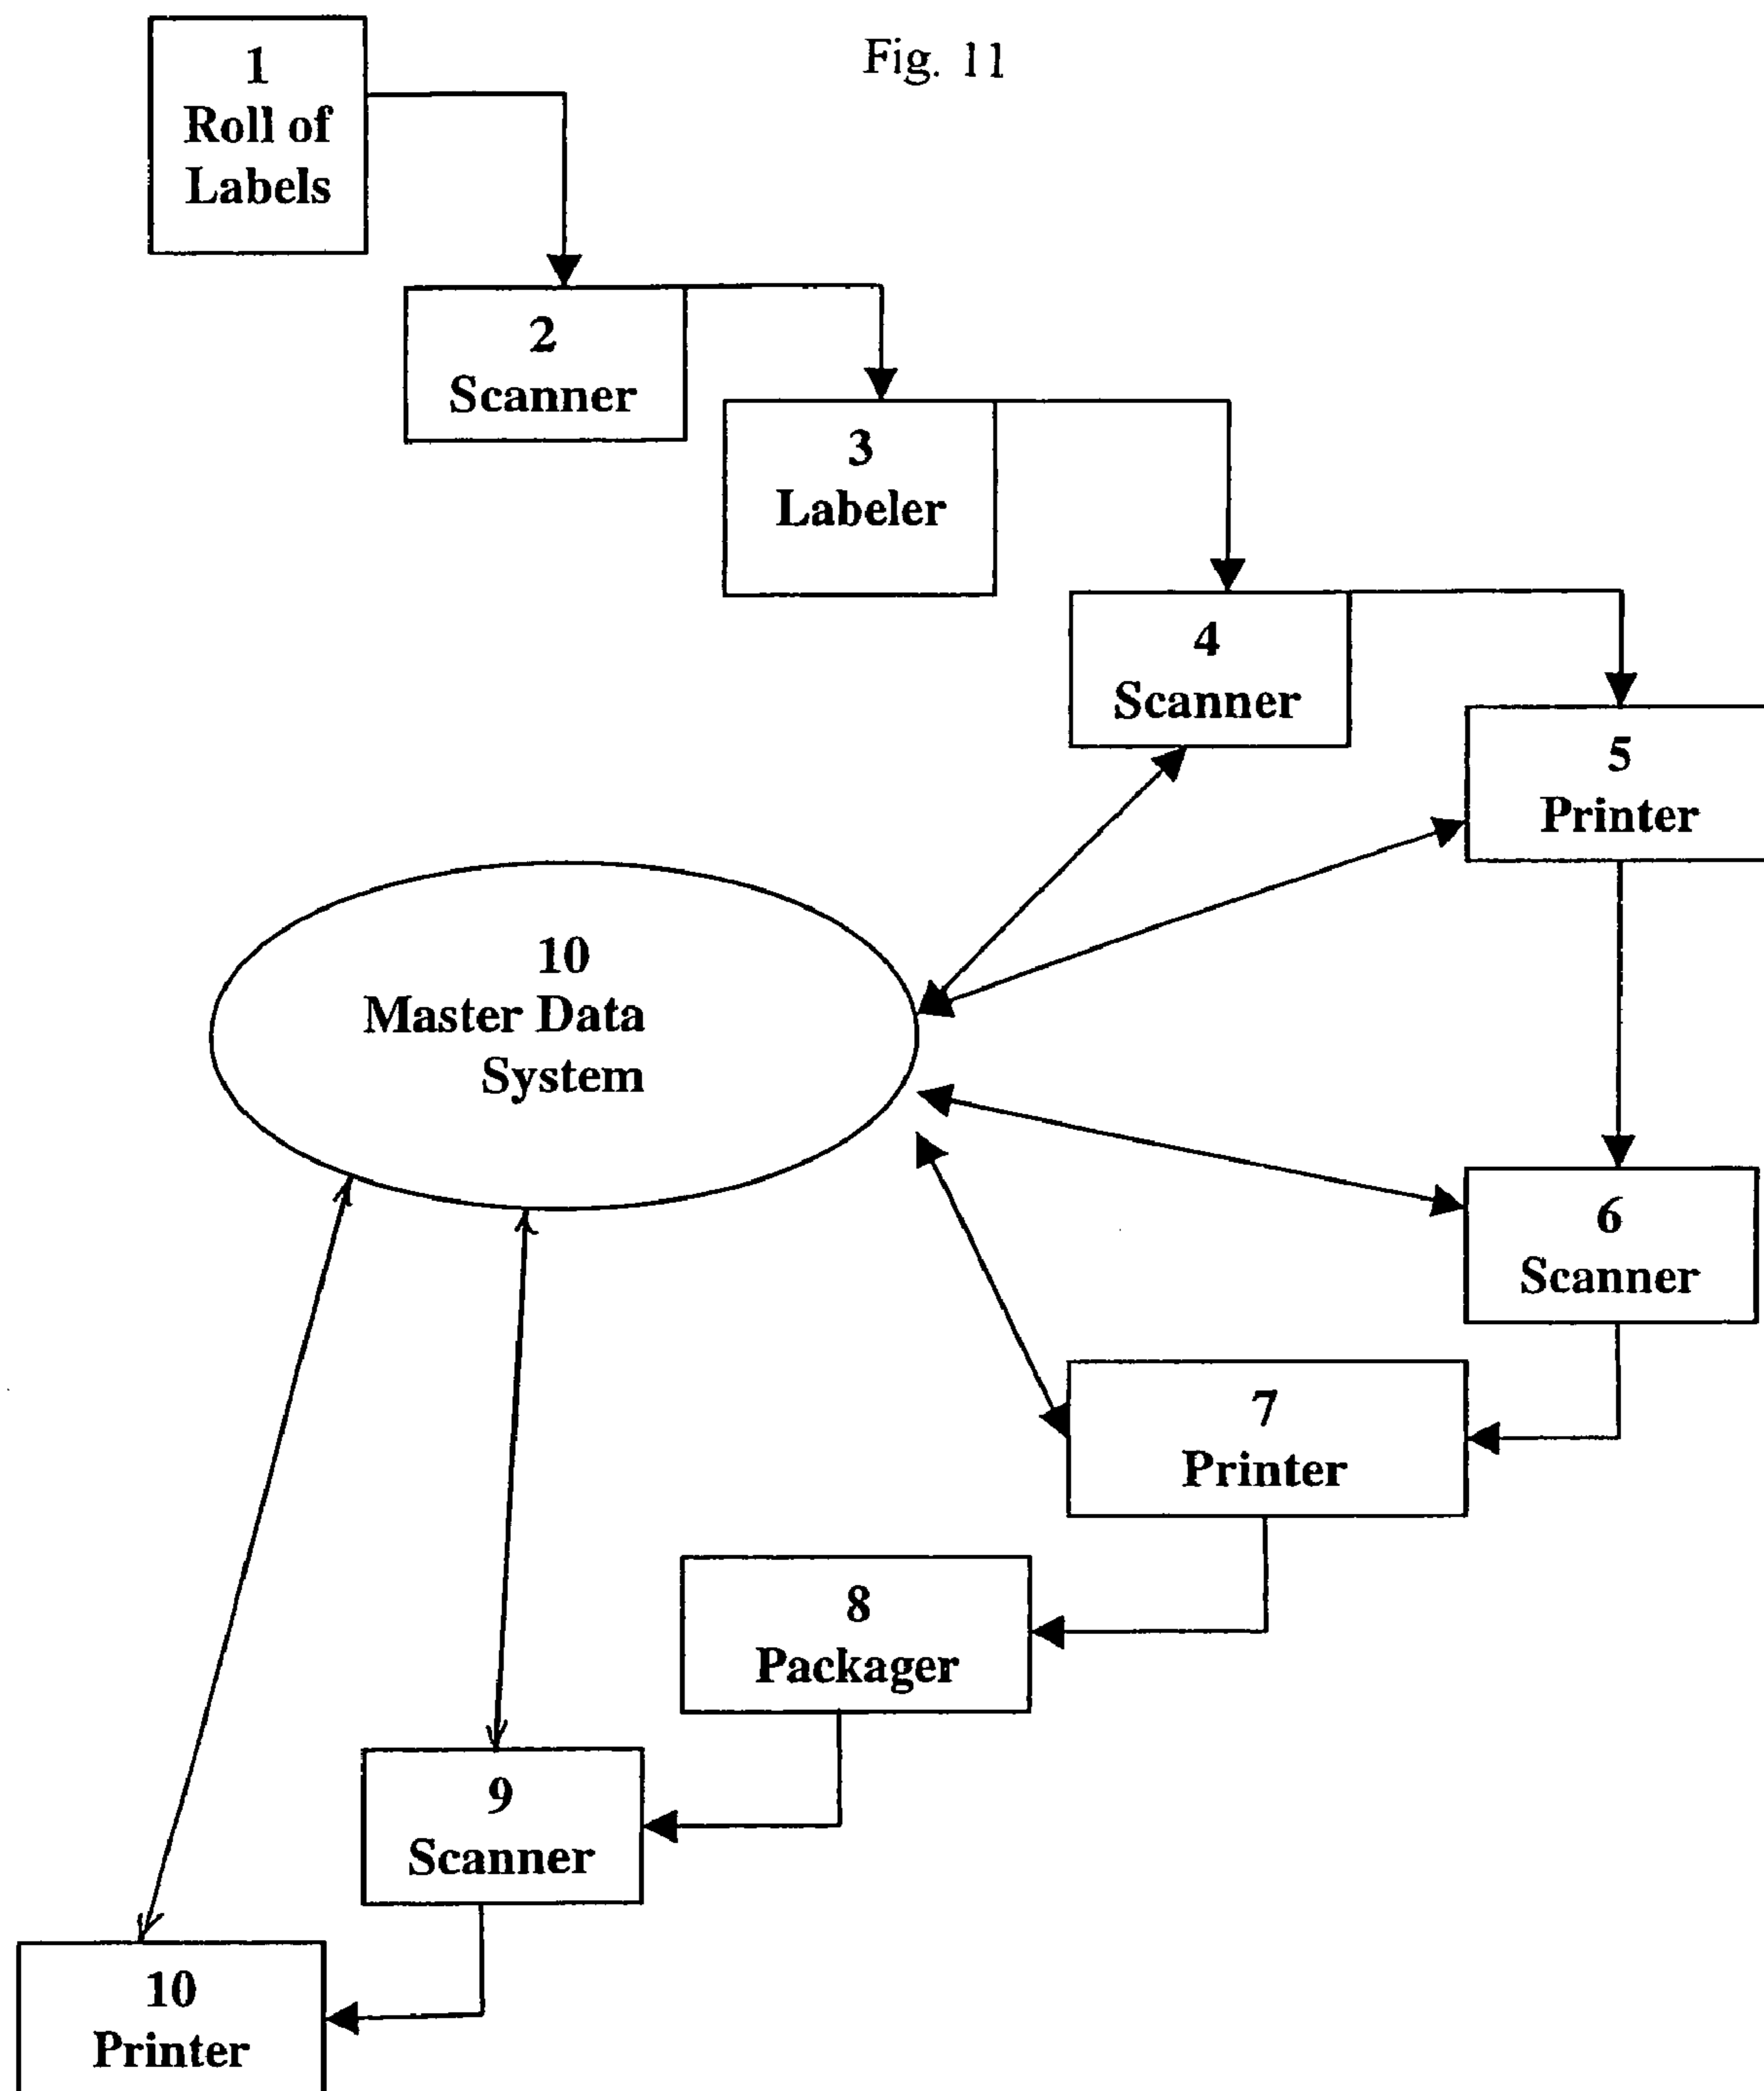 Fig. 11
1
Roll of
Labels
2
Scanner
3
Labeler
4
Scanner
5
Printer
10
Master Data
System
6
Scanner
7
Printer
8
Packager
9
Scanner
10
Printer